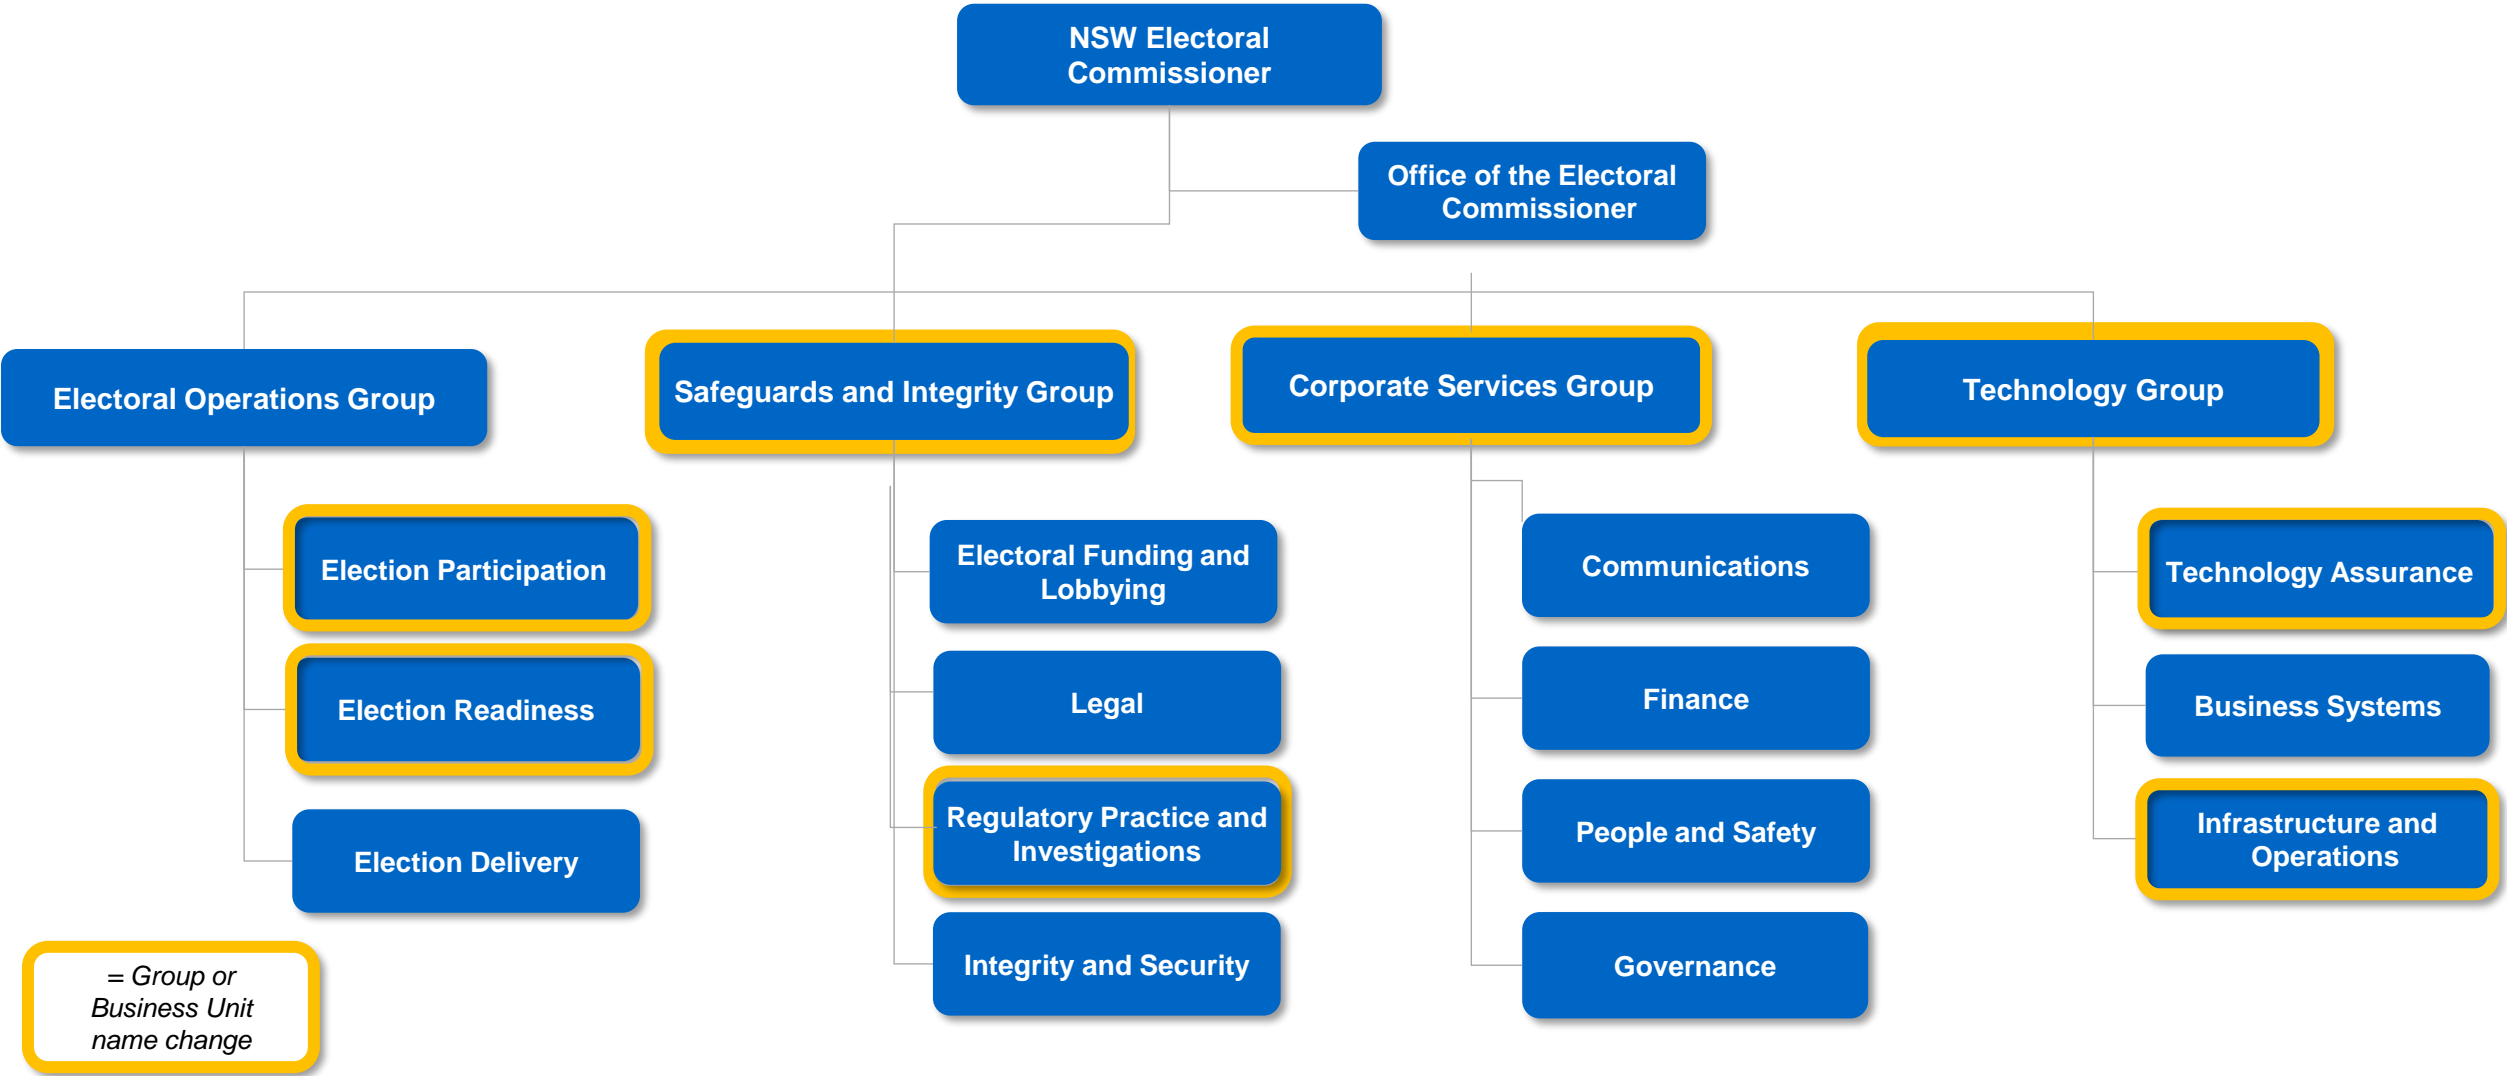 NSW Electoral
Commissioner
Office of the Electoral
Commissioner
Electoral Operations Group
Safeguards and Integrity Group
Corporate Services Group
Technology Group
Election Participation
Election Readiness
Election Delivery
Electoral Funding and
Lobbying
Legal
Regulatory Practice and
Investigations
Integrity and Security
Communications
Finance
People and Safety
Governance
Technology Assurance
Business Systems
Infrastructure and
Operations
= Group or
Business Unit
name change